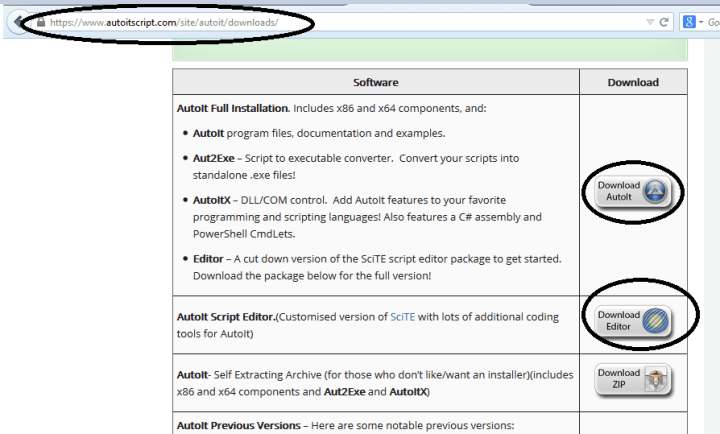 https://www.autoitscript.com/site/autoit/downloads/
Software Download
AutoIt Full Installation. Includes x86 and x64 components, and:
AutoIt program files, documentation and examples.
Aut2Exe – Script to executable converter. Convert your scripts into
standalone .exe files!
AutoItX – DLL/COM control. Add AutoIt features to your favorite
programming and scripting languages! Also features a C# assembly and
PowerShell CmdLets.
Editor – A cut down version of the SciTE script editor package to get started.
Download the package below for the full version!
Download
AutoIt
AutoIt Script Editor.(Customised version of SciTE with lots of additional coding
tools for AutoIt)
Download
Editor
AutoIt- Self Extracting Archive (for those who don’t like/want an installer)(includes
x86 and x64 components and Aut2Exe and AutoItX)
Download
ZIP
AutoIt Previous Versions – Here are some notable previous versions: